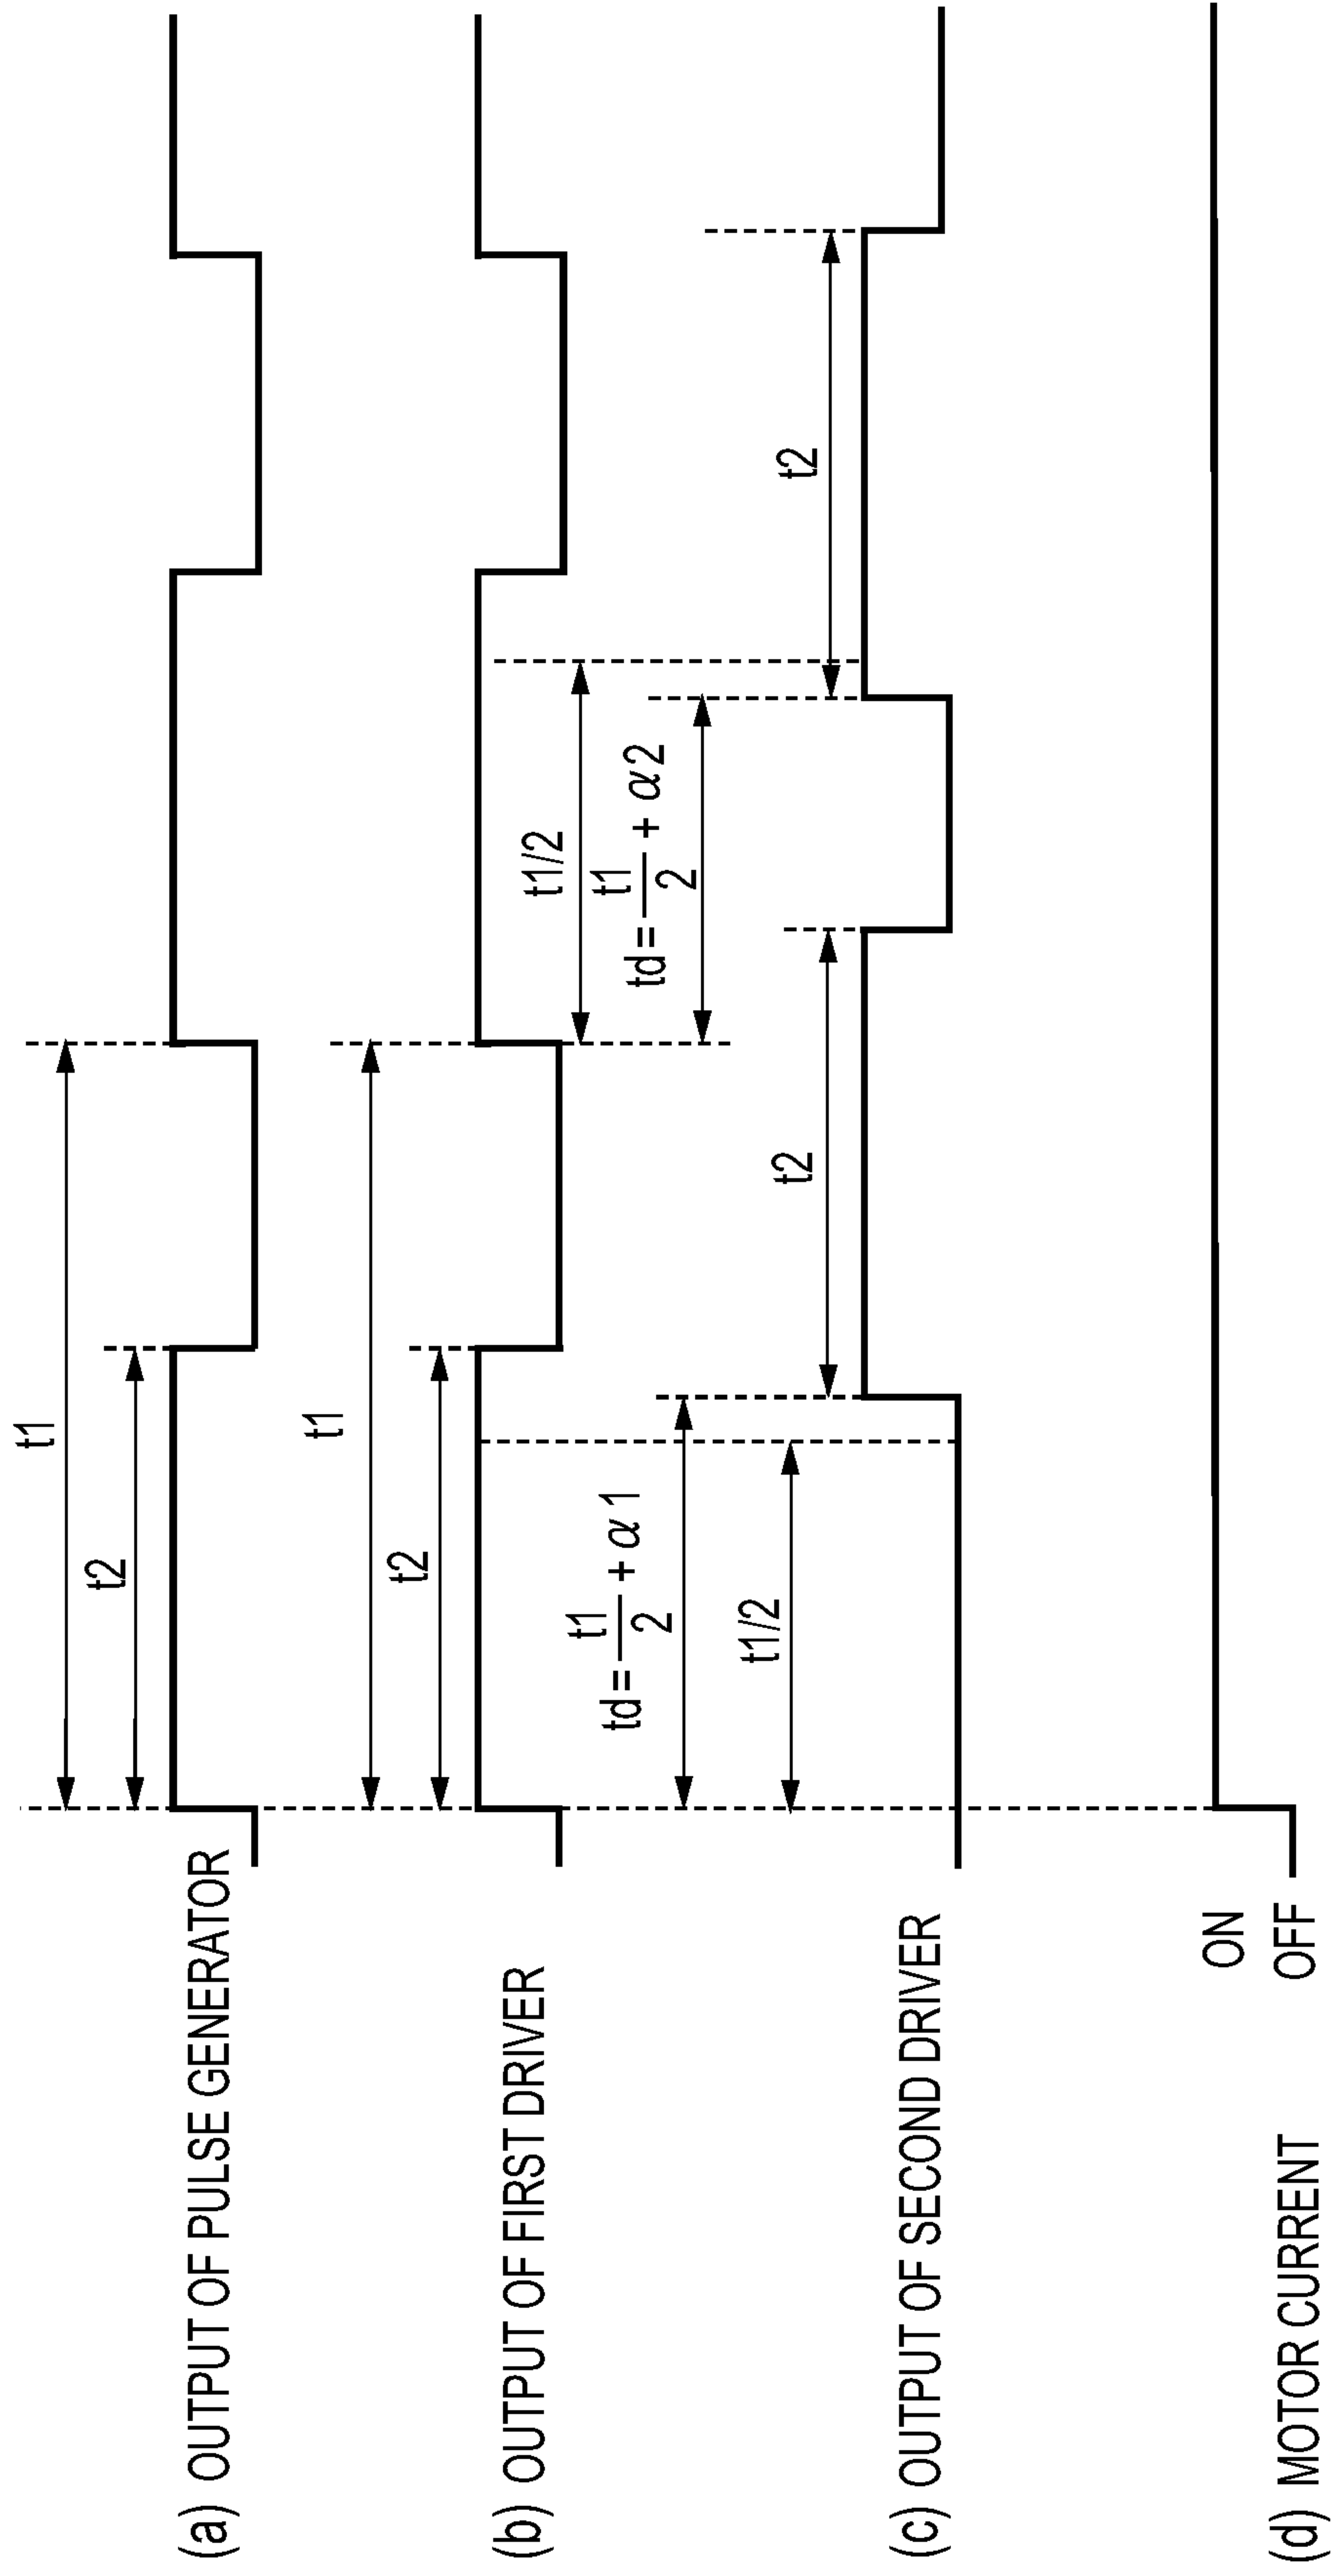 t1
t2
(a) OUTPUT OF PULSE GENERATOR
t1
t2
(b) OUTPUT OF FIRST DRIVER
t1/2
td=t1/2 + α2
td=t1/2 + α1
t1/2
t2
t2
(c) OUTPUT OF SECOND DRIVER
ON
OFF
(d) MOTOR CURRENT